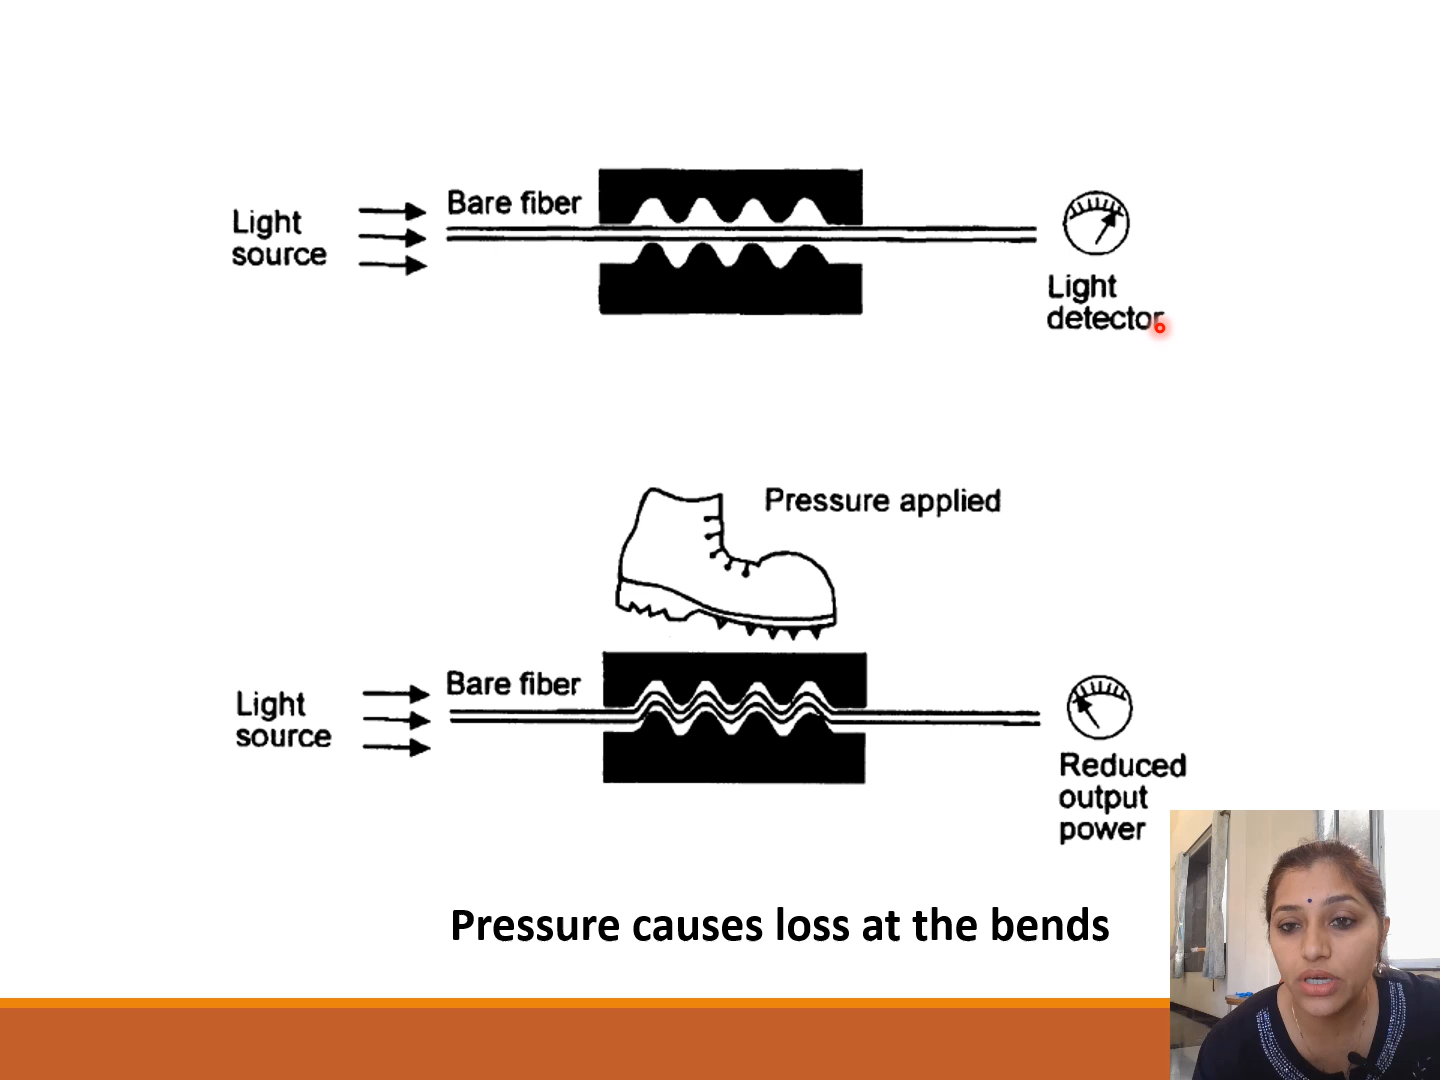 Light
source
Bare fiber
Light
detector
Pressure applied
Light
source
Bare fiber
Reduced
output
power
Pressure causes loss at the bends